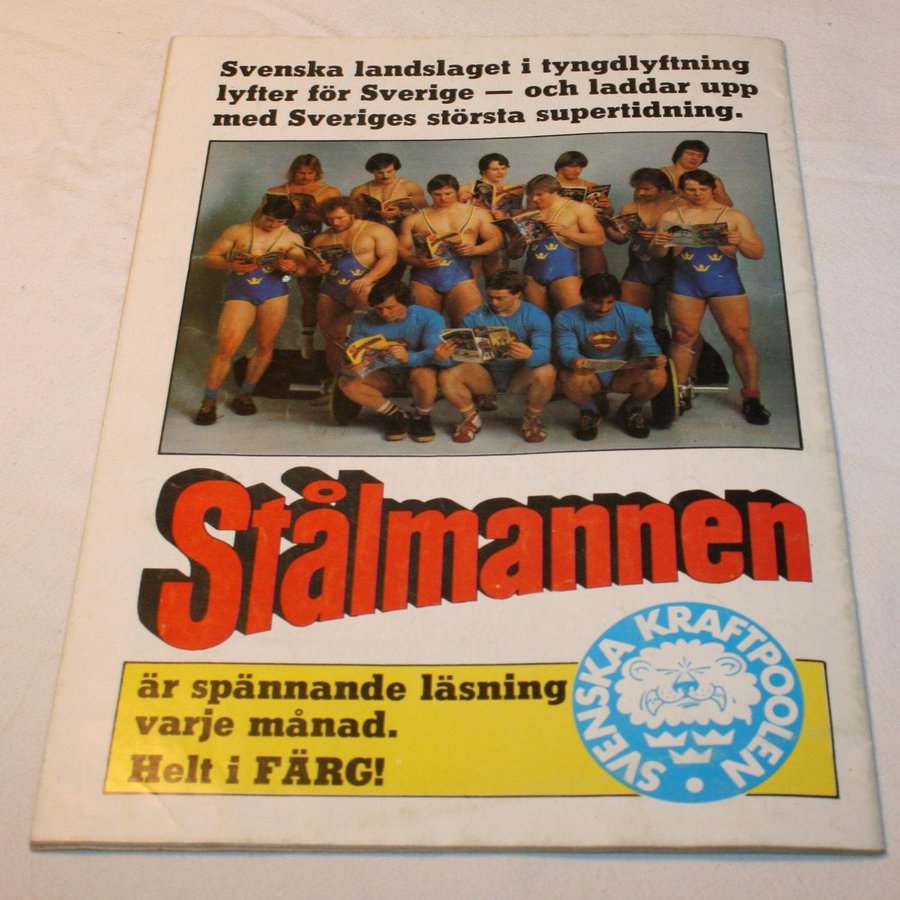 Svenska landslaget i tyngdlyftning
lyfter för Sverige — och laddar upp
med Sveriges största supertidning.
Stålmannen
är spännande läsning
varje månad.
Helt i FÄRG!
SVENSKA KRAFTPOOLEN